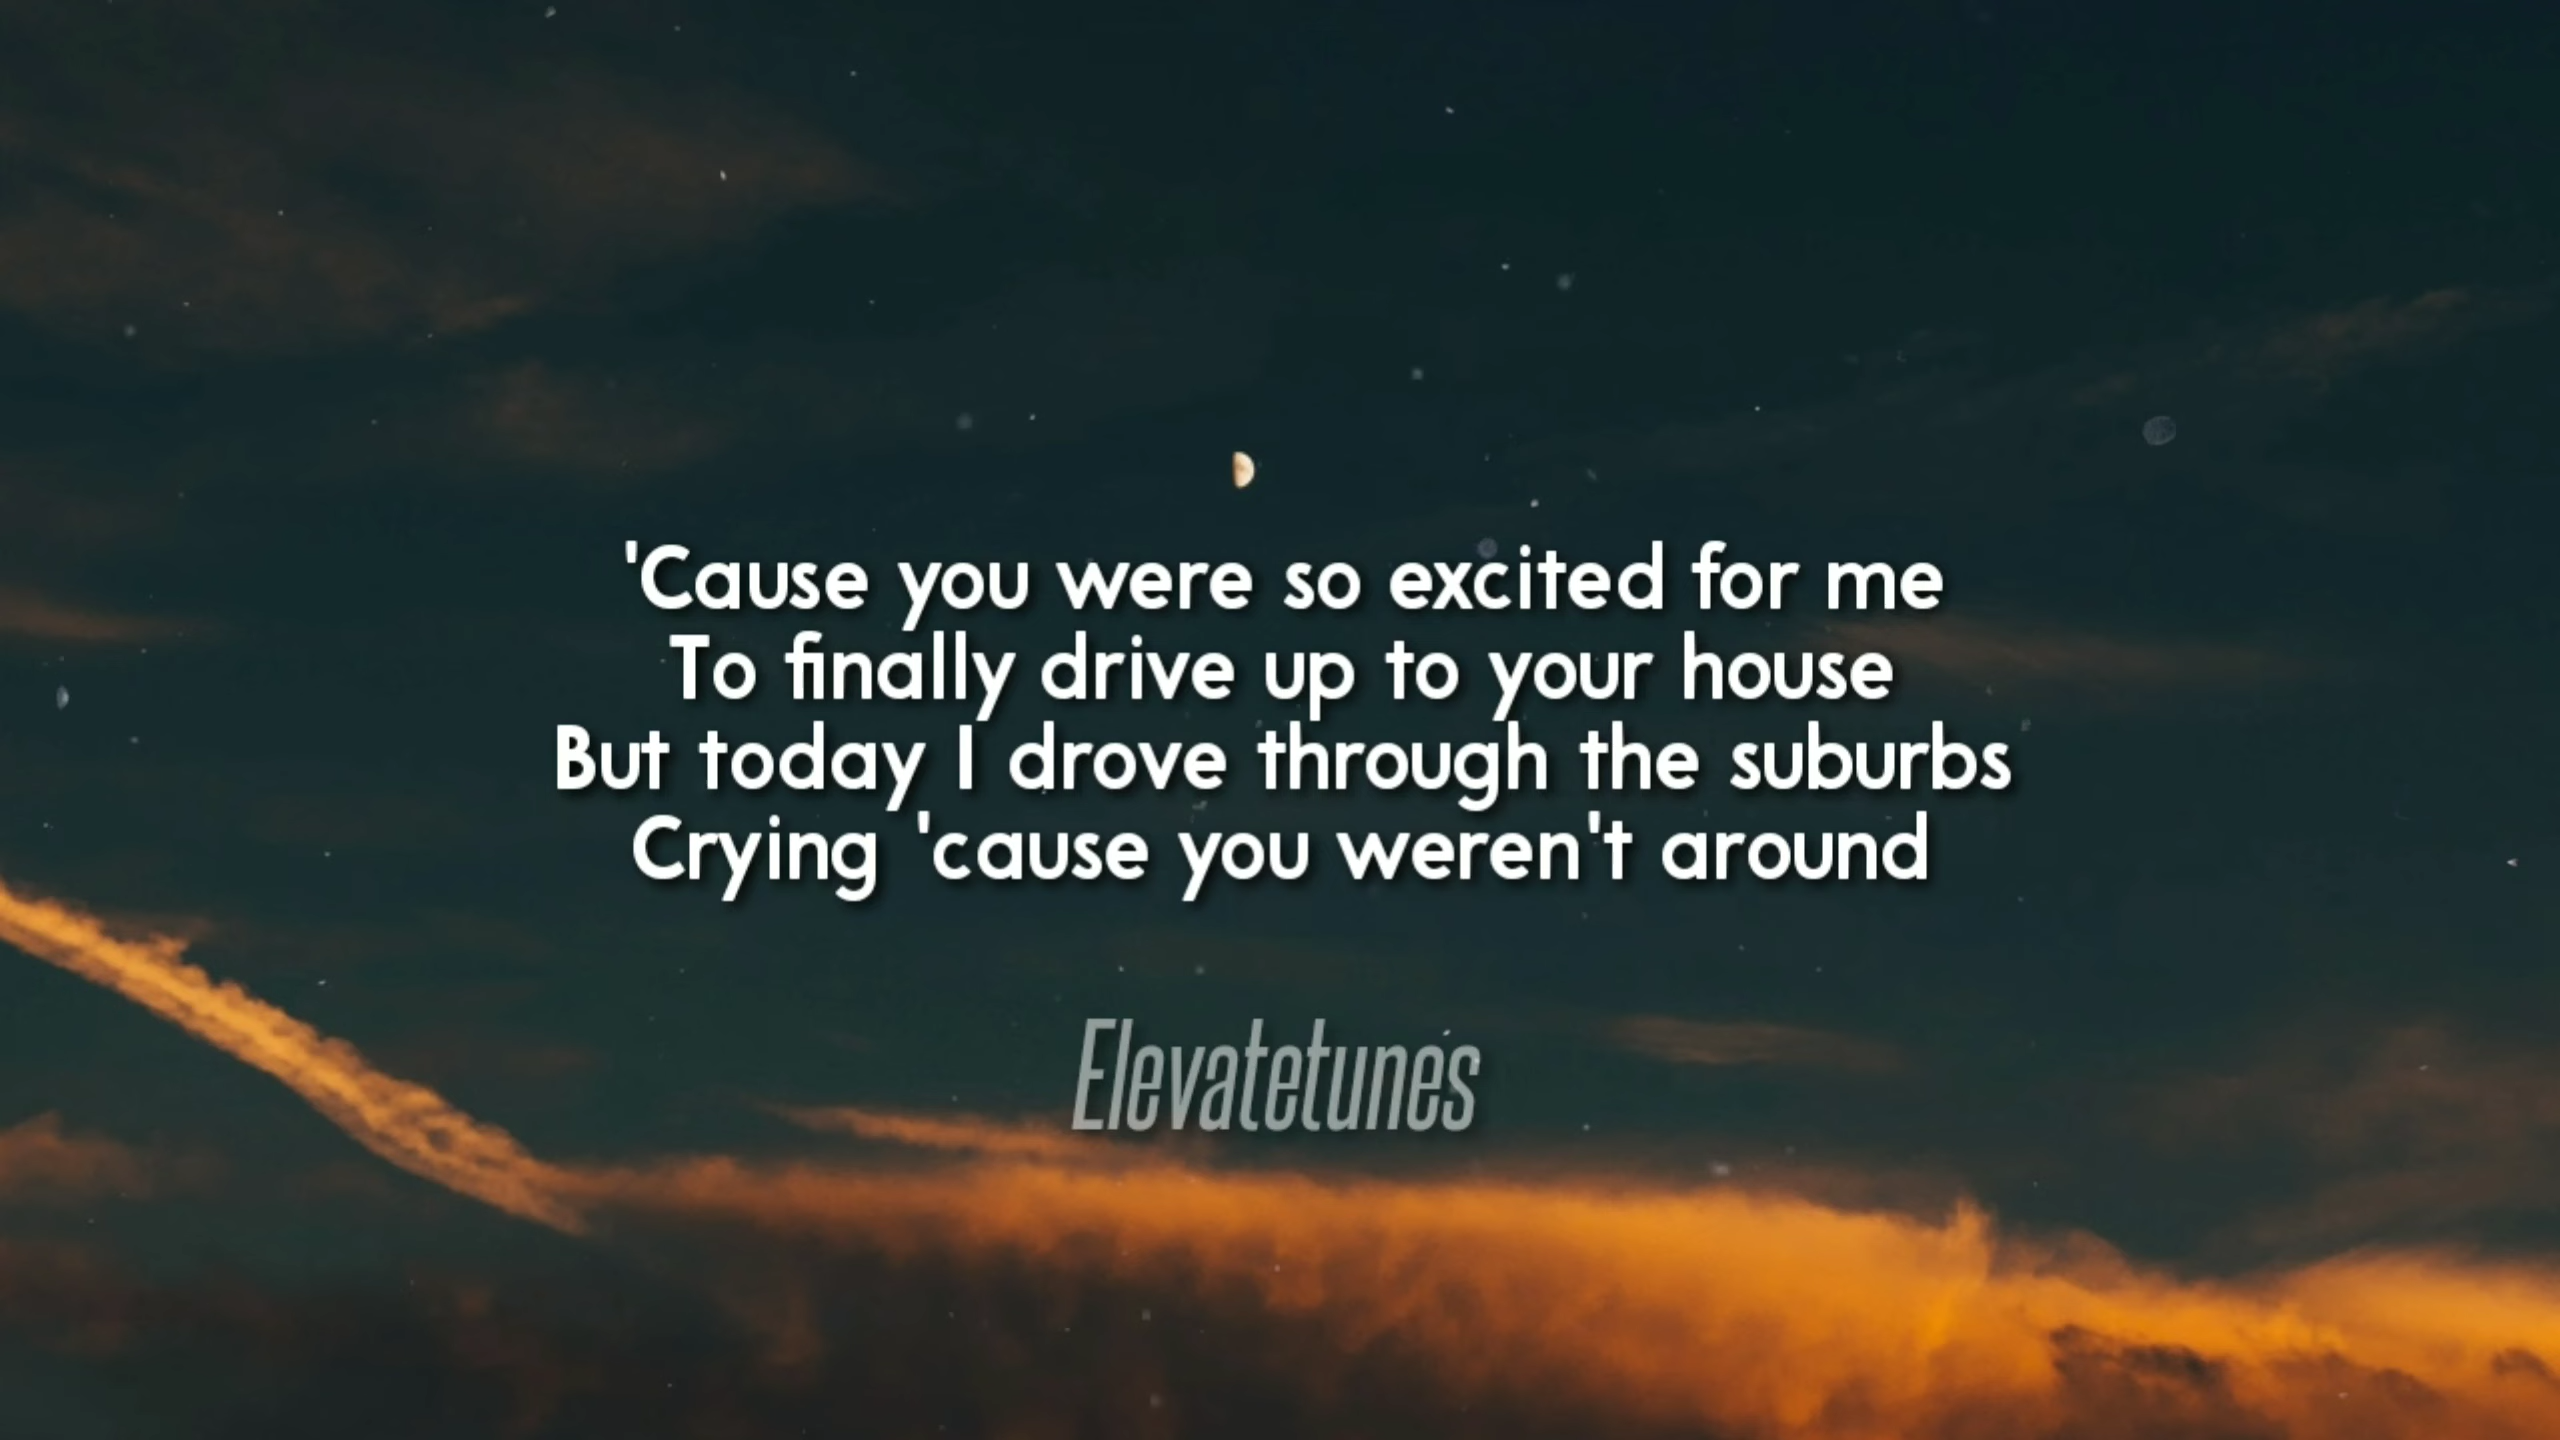 'Cause you were so excited for me
To finally drive up to your house
But today I drove through the suburbs
Crying 'cause you weren't around
Elevatetunes